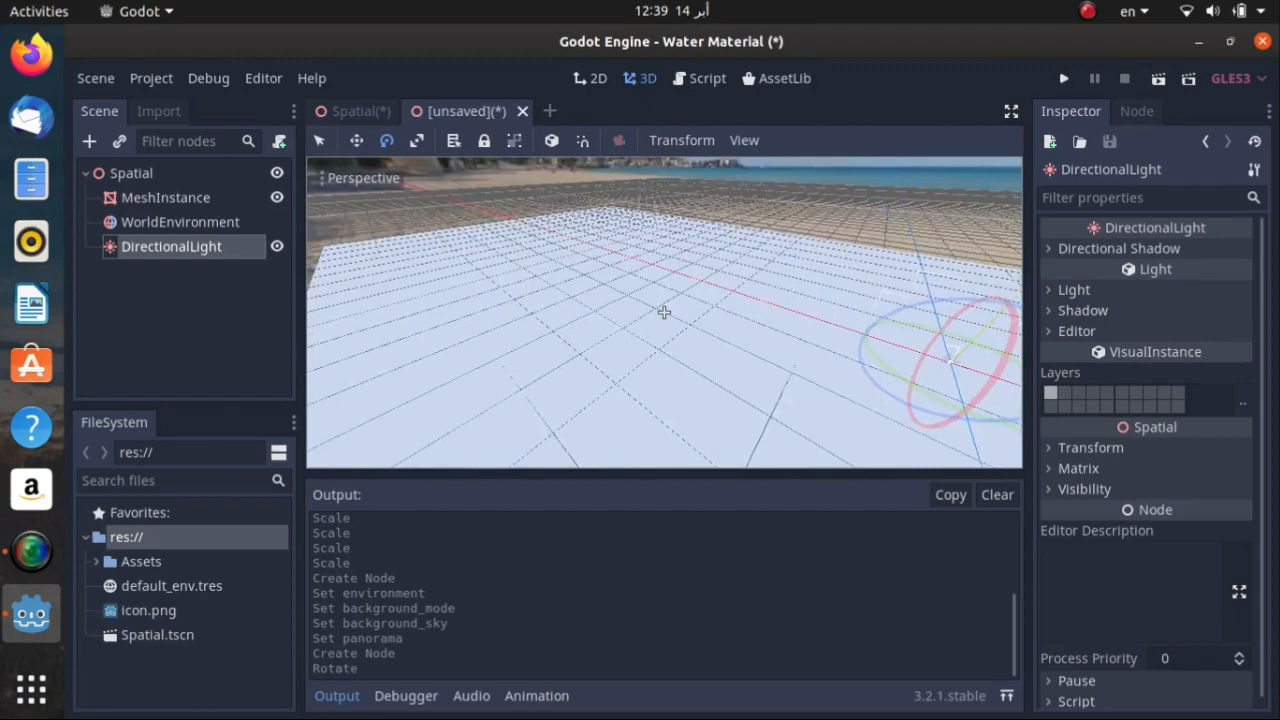 Activities
Godot
12:39 14 أبر
en
Godot Engine - Water Material (*)
Scene
Project
Debug
Editor
Help
2D
3D
Script
AssetLib
GLES3
Scene
Import
Spatial(*)
[unsaved](*)
Inspector
Node
Filter nodes
Transform
View
Spatial
MeshInstance
WorldEnvironment
DirectionalLight
Perspective
DirectionalLight
Filter properties
DirectionalLight
Directional Shadow
Light
Light
Shadow
Editor
VisualInstance
Layers
..
Spatial
Transform
Matrix
Visibility
Node
Editor Description
Process Priority
0
Pause
Script
FileSystem
res://
Search files
Favorites:
res://
Assets
default_env.tres
icon.png
Spatial.tscn
Output:
Copy
Clear
Scale
Scale
Scale
Scale
Create Node
Set environment
Set background_mode
Set background_sky
Set panorama
Create Node
Rotate
Output
Debugger
Audio
Animation
3.2.1.stable